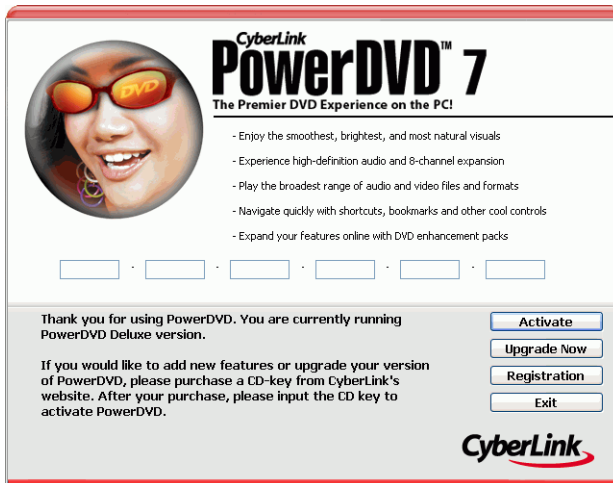 CyberLink
PowerDVD™ 7
The Premier DVD Experience on the PC!
DVD
- Enjoy the smoothest, brightest, and most natural visuals
- Experience high-definition audio and 8-channel expansion
- Play the broadest range of audio and video files and formats
- Navigate quickly with shortcuts, bookmarks and other cool controls
- Expand your features online with DVD enhancement packs
- - - - -
Thank you for using PowerDVD. You are currently running
PowerDVD Deluxe version.
If you would like to add new features or upgrade your version
of PowerDVD, please purchase a CD-key from CyberLink's
website. After your purchase, please input the CD key to
activate PowerDVD.
Activate
Upgrade Now
Registration
Exit
CyberLink